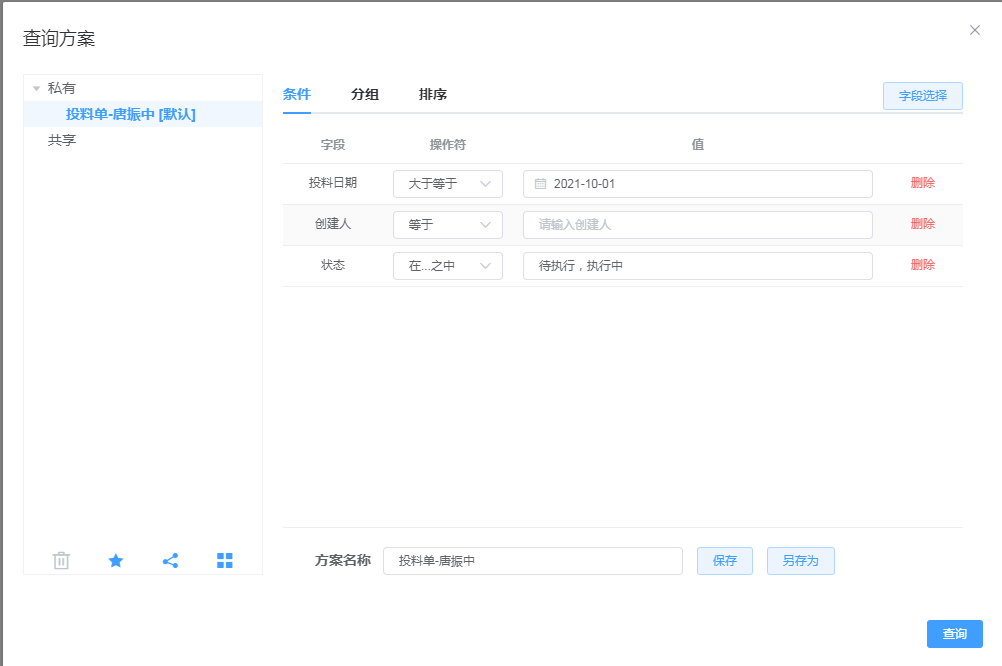 查询方案
私有
投料单-唐振中 [默认]
共享
条件 分组 排序 字段选择
字段 操作符 值
投料日期 大于等于 2021-10-01 删除
创建人 等于 请输入创建人 删除
状态 在...之中 待执行，执行中 删除
方案名称 投料单-唐振中 保存 另存为
查询